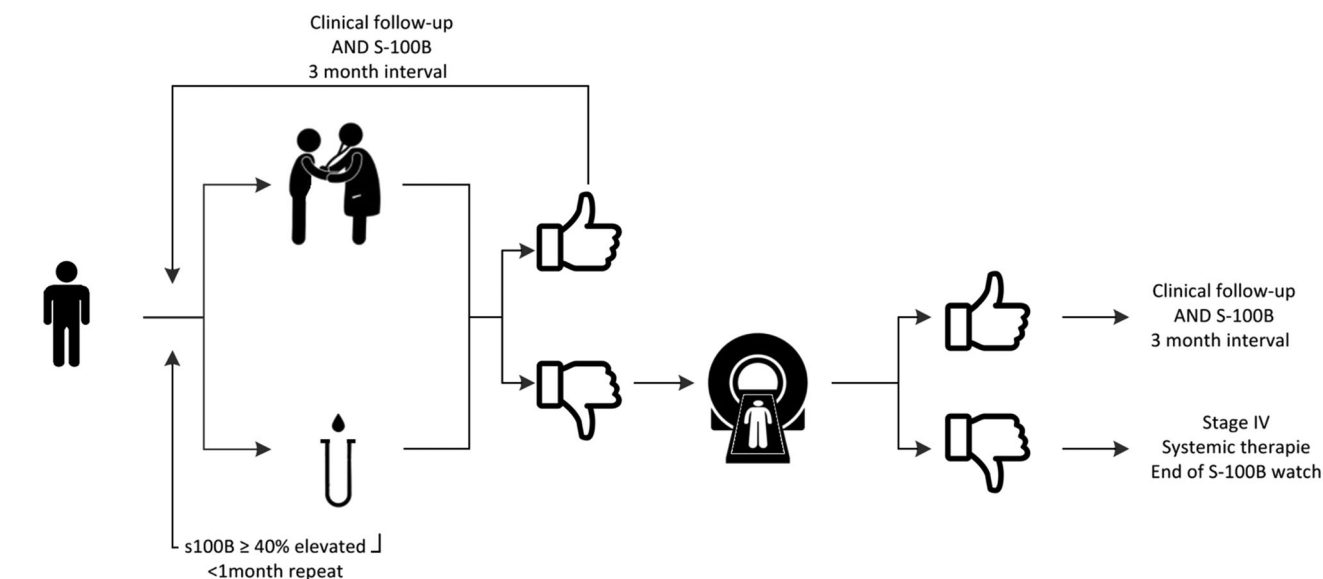 Clinical follow-up
AND S-100B
3 month interval
Clinical follow-up
AND S-100B
3 month interval
Stage IV
Systemic therapie
End of S-100B watch
s100B ≥ 40% elevated
<1month repeat